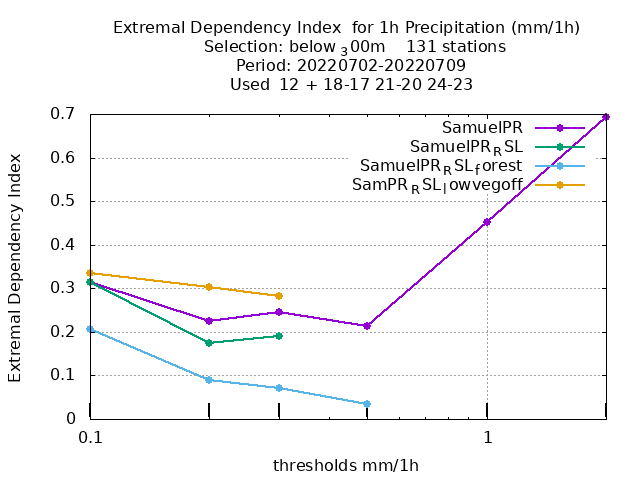 Extremal Dependency Index  for 1h Precipitation (mm/1h)
Selection: below ₃00m    131 stations
Period: 20220702-20220709
Used  12 + 18-17 21-20 24-23
SamuelPR
SamuelPR_RSL
SamuelPR_RSL_forest
SamPR_RSL_lowvegoff
Extremal Dependency Index
0.7
0.6
0.5
0.4
0.3
0.2
0.1
0
0.1 1
thresholds mm/1h